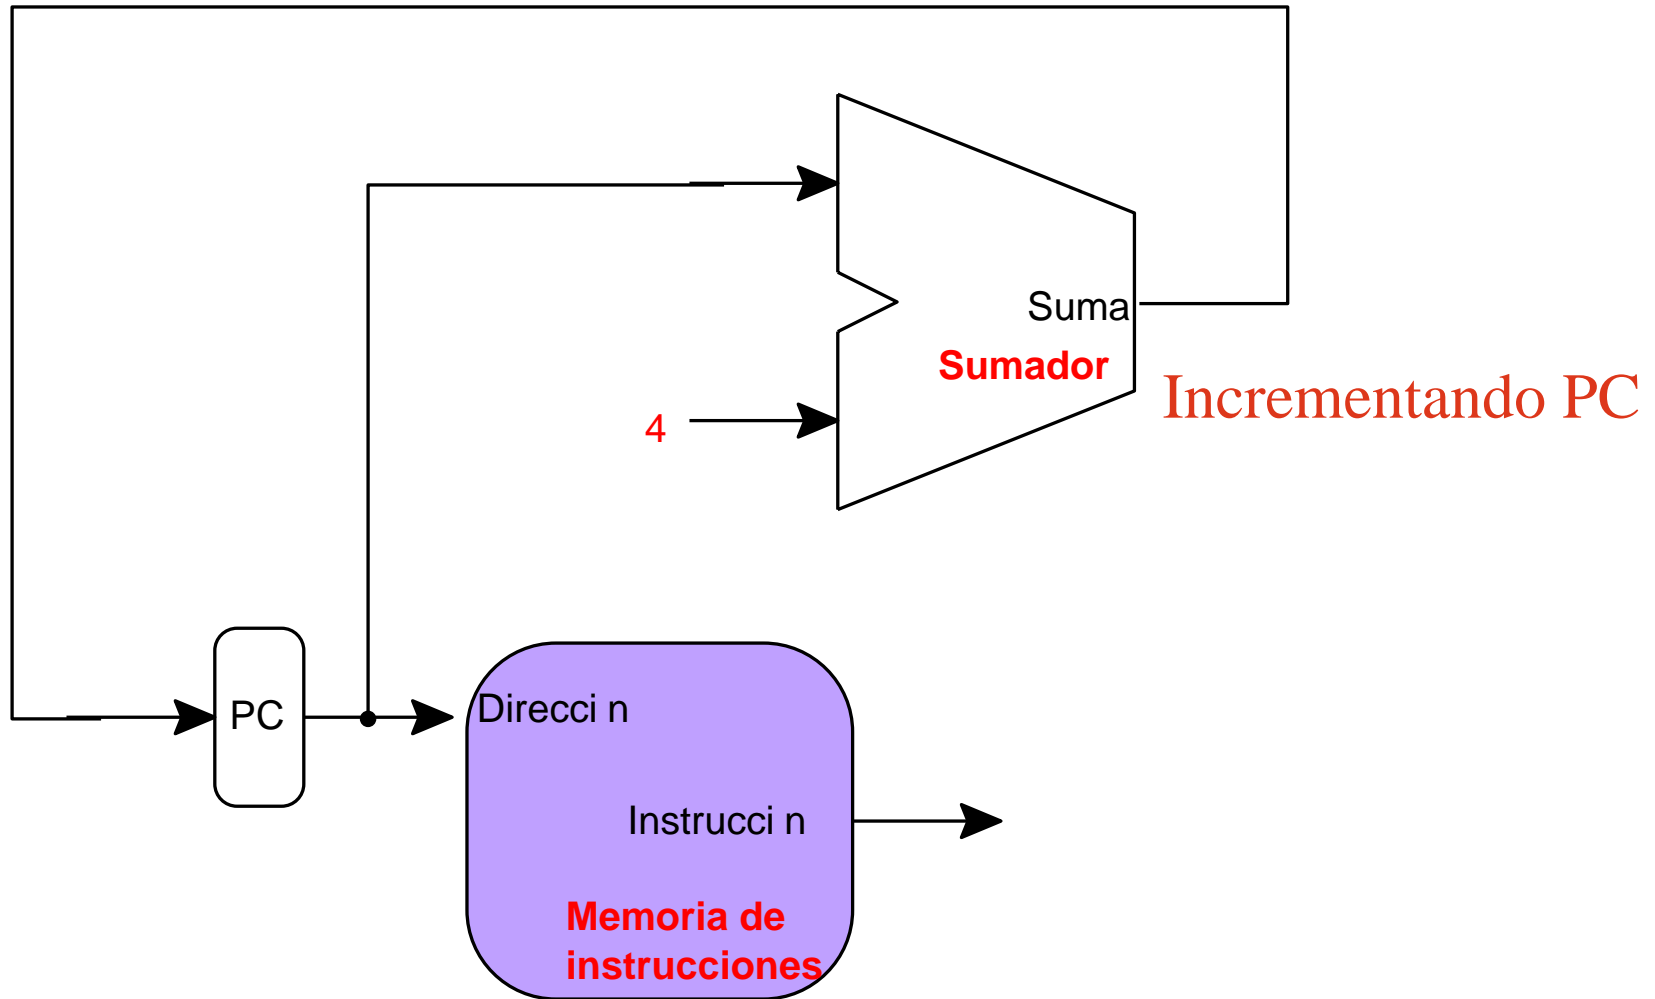 Suma
Sumador
Incrementando PC
4
PC
Direcci n
Instrucci n
Memoria de
instrucciones